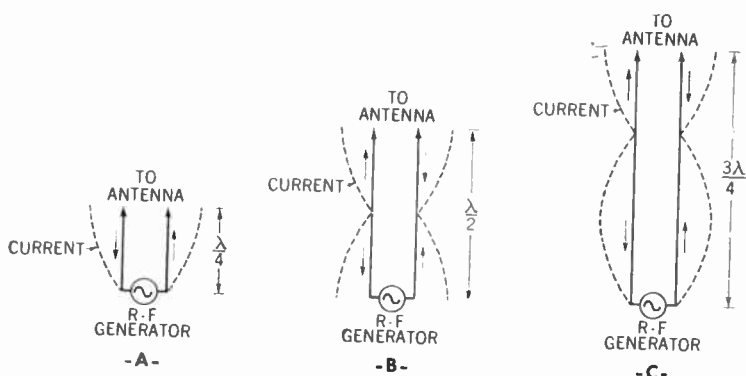 TO
ANTENNA
CURRENT
λ/4
R-F
GENERATOR
-A-
TO
ANTENNA
CURRENT
λ/2
R-F
GENERATOR
-B-
TO
ANTENNA
CURRENT
3λ/4
R-F
GENERATOR
-C-